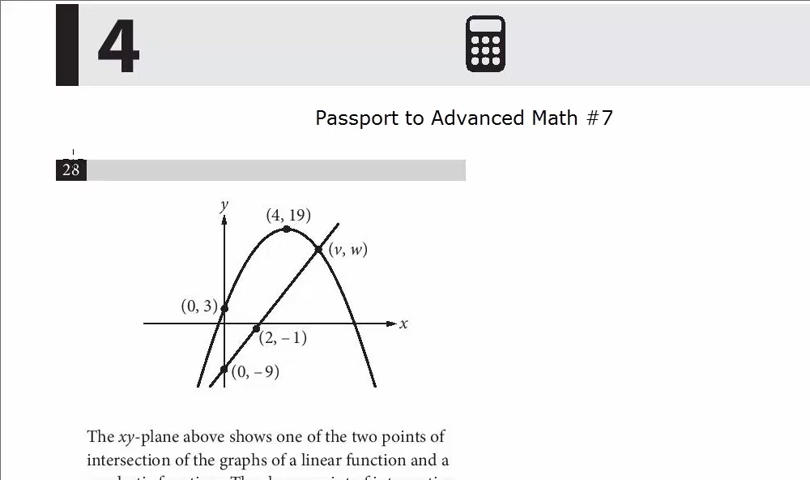 4
Passport to Advanced Math #7
28
y
(4, 19)
(v, w)
(0, 3)
x
(2, –1)
(0, –9)
The xy-plane above shows one of the two points of
intersection of the graphs of a linear function and a